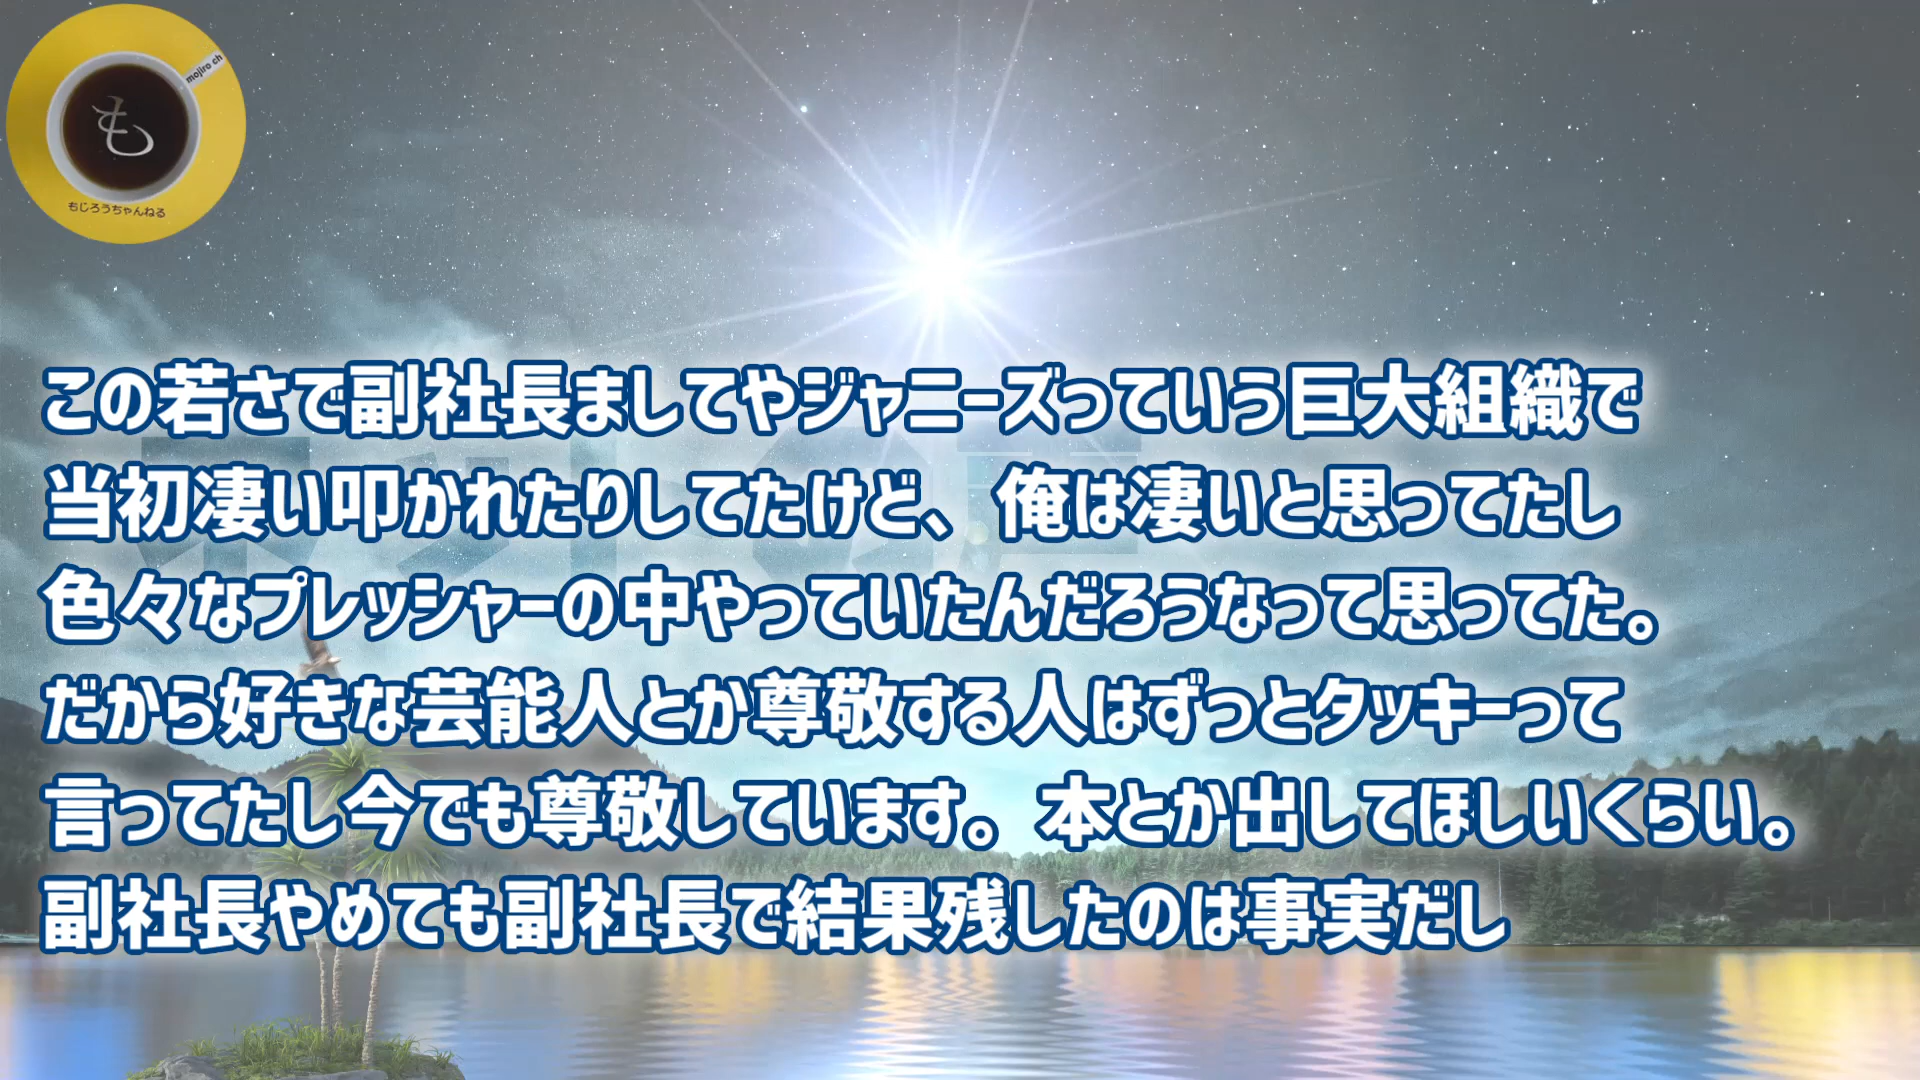 mojiro ch
も
もじろうちゃんねる
ネットの声
この若さで副社長ましてやジャニーズっていう巨大組織で
当初凄い叩かれたりしてたけど、俺は凄いと思ってたし
色々なプレッシャーの中やっていたんだろうなって思ってた。
だから好きな芸能人とか尊敬する人はずっとタッキーって
言ってたし今でも尊敬しています。本とか出してほしいくらい。
副社長やめても副社長で結果残したのは事実だし